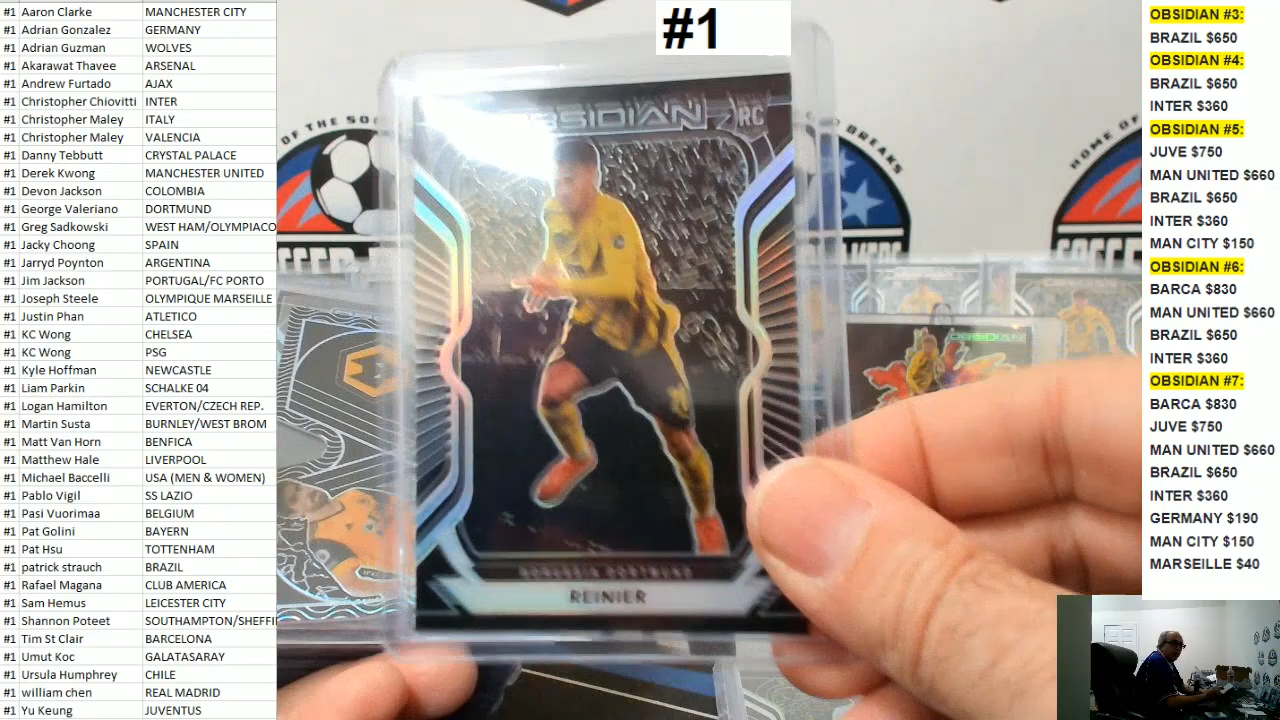 #1 Aaron Clarke MANCHESTER CITY
#1 Adrian Gonzalez GERMANY
#1 Adrian Guzman WOLVES
#1 Akarawat Thavee ARSENAL
#1 Andrew Furtado AJAX
#1 Christopher Chiovitti INTER
#1 Christopher Maley ITALY
#1 Christopher Maley VALENCIA
#1 Danny Tebbutt CRYSTAL PALACE
#1 Derek Kwong MANCHESTER UNITED
#1 Devon Jackson COLOMBIA
#1 George Valeriano DORTMUND
#1 Greg Sadkowski WEST HAM/OLYMPIACO
#1 Jacky Choong SPAIN
#1 Jarryd Poynton ARGENTINA
#1 Jim Jackson PORTUGAL/FC PORTO
#1 Joseph Steele OLYMPIQUE MARSEILLE
#1 Justin Phan ATLETICO
#1 KC Wong CHELSEA
#1 KC Wong PSG
#1 Kyle Hoffman NEWCASTLE
#1 Liam Parkin SCHALKE 04
#1 Logan Hamilton EVERTON/CZECH REP.
#1 Martin Susta BURNLEY/WEST BROM
#1 Matt Van Horn BENFICA
#1 Matthew Hale LIVERPOOL
#1 Michael Baccelli USA (MEN & WOMEN)
#1 Pablo Vigil SS LAZIO
#1 Pasi Vuorimaa BELGIUM
#1 Pat Golini BAYERN
#1 Pat Hsu TOTTENHAM
#1 patrick strauch BRAZIL
#1 Rafael Magana CLUB AMERICA
#1 Sam Hemus LEICESTER CITY
#1 Shannon Poteet SOUTHAMPTON/SHEFFI
#1 Tim St Clair BARCELONA
#1 Umut Koc GALATASARAY
#1 Ursula Humphrey CHILE
#1 william chen REAL MADRID
#1 Yu Keung JUVENTUS
#1
OBSIDIAN RC
BORUSSIA DORTMUND
REINIER
OF THE SO
BREAKS
HOME OF
OBSIDIAN
OBSIDIAN #3:
BRAZIL $650
OBSIDIAN #4:
BRAZIL $650
INTER $360
OBSIDIAN #5:
JUVE $750
MAN UNITED $660
BRAZIL $650
INTER $360
MAN CITY $150
OBSIDIAN #6:
BARCA $830
MAN UNITED $660
BRAZIL $650
INTER $360
OBSIDIAN #7:
BARCA $830
JUVE $750
MAN UNITED $660
BRAZIL $650
INTER $360
GERMANY $190
MAN CITY $150
MARSEILLE $40